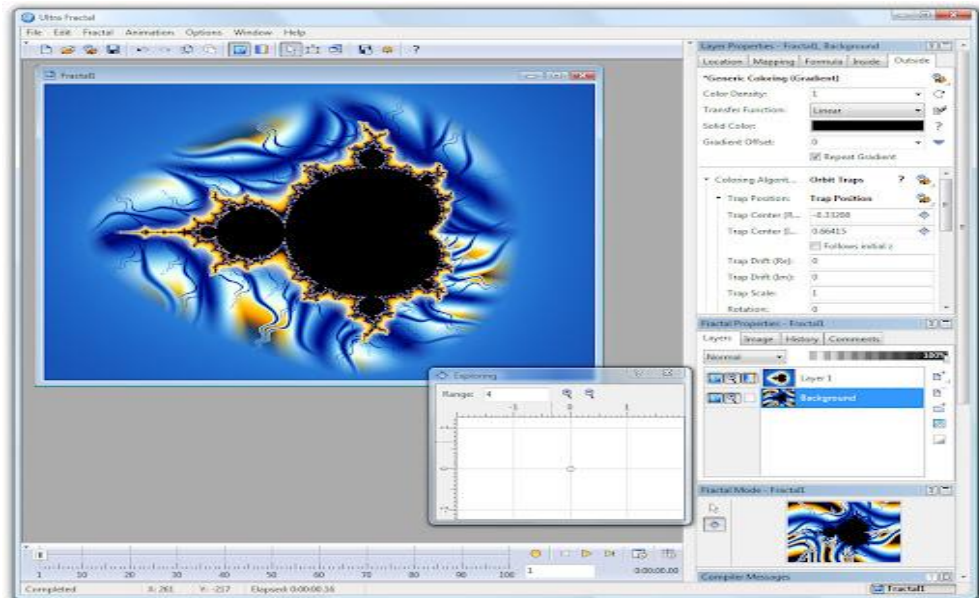 Ultra Fractal
File Edit Fractal Animation Options Window Help
Fractal1
Layer Properties - Fractal1, Background
Location Mapping Formula Inside Outside
*Generic Coloring (Gradient)
Color Density: 1
Transfer Function: Linear
Solid Color:
Gradient Offset: 0
Repeat Gradient
Coloring Algorit... Orbit Traps ?
Trap Position: Trap Position
Trap Center (R... -0.33208
Trap Center (I... 0.66415
Follows initial z
Trap Drift (Re): 0
Trap Drift (Im): 0
Trap Scale: 1
Rotation: 0
Fractal Properties - Fractal1
Layers Image History Comments
Normal 100%
Layer 1
Background
Exploring
Range: 4
-1 0 1
Fractal Mode - Fractal1
1 10 20 30 40 50 60 70 80 90 100
1 0:00:00.00
Compiler Messages
Completed X: 261 Y: -217 Elapsed: 0:00:00.16
Fractal1